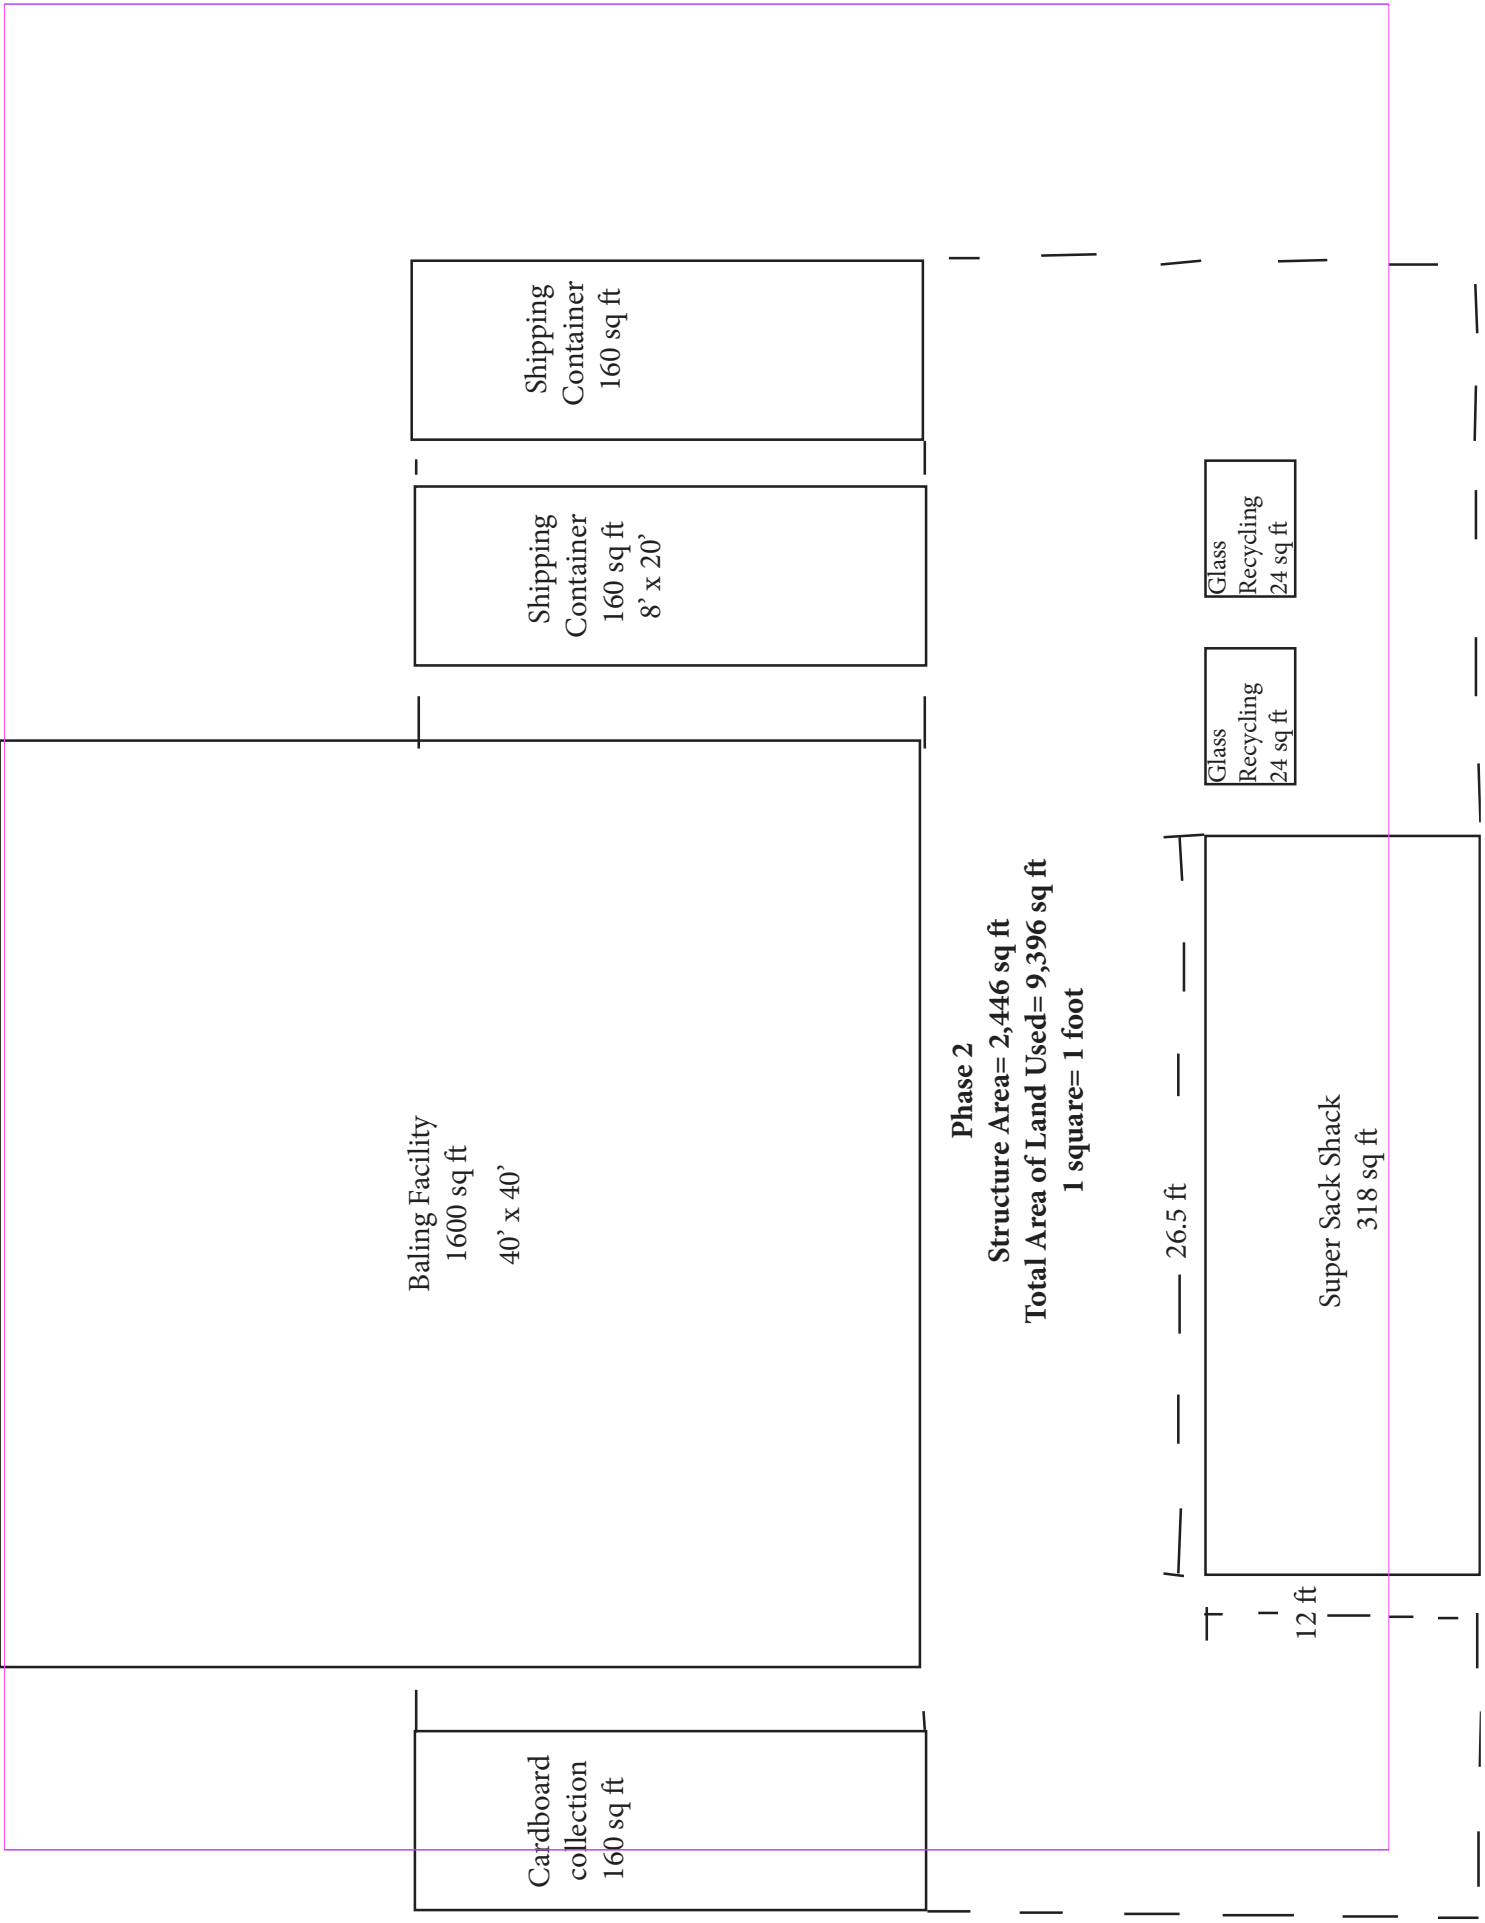 Baling Facility
1600 sq ft
40’ x 40’
Cardboard
collection
160 sq ft
Shipping
Container
160 sq ft
8’ x 20’
Shipping
Container
160 sq ft
Phase 2
Structure Area= 2,446 sq ft
Total Area of Land Used= 9,396 sq ft
1 square= 1 foot
26.5 ft
12 ft
Super Sack Shack
318 sq ft
Glass
Recycling
24 sq ft
Glass
Recycling
24 sq ft